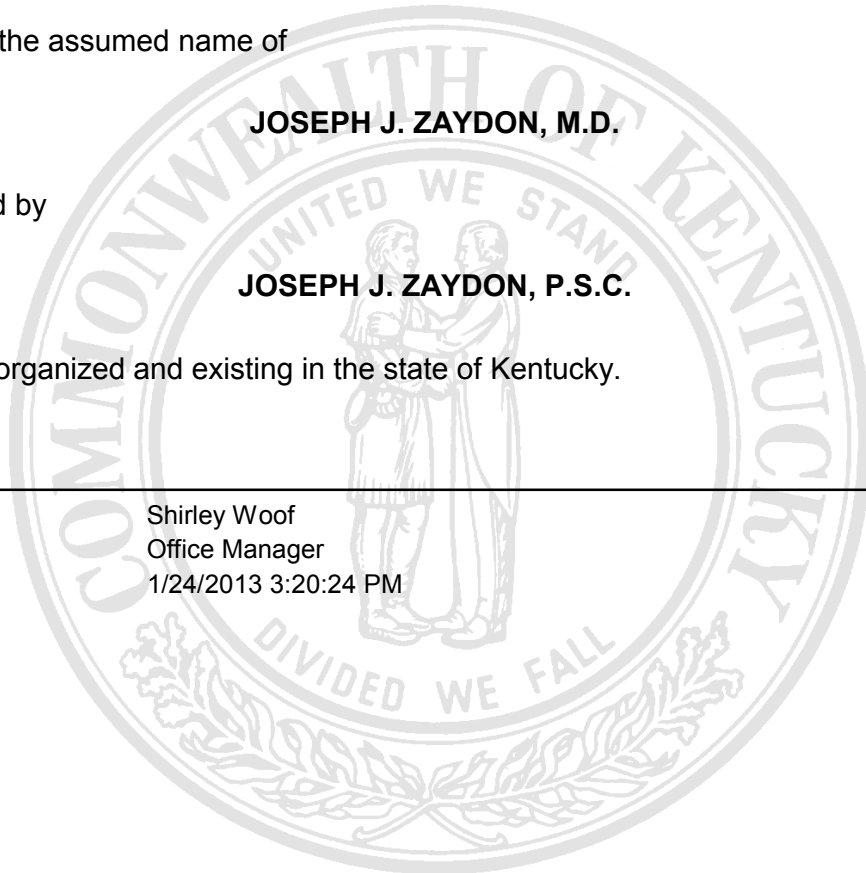 the assumed name of
JOSEPH J. ZAYDON, M.D.
d by
JOSEPH J. ZAYDON, P.S.C.
organized and existing in the state of Kentucky.
Shirley Woof
Office Manager
1/24/2013 3:20:24 PM
COMMONWEALTH OF KENTUCKY
UNITED WE STAND
DIVIDED WE FALL